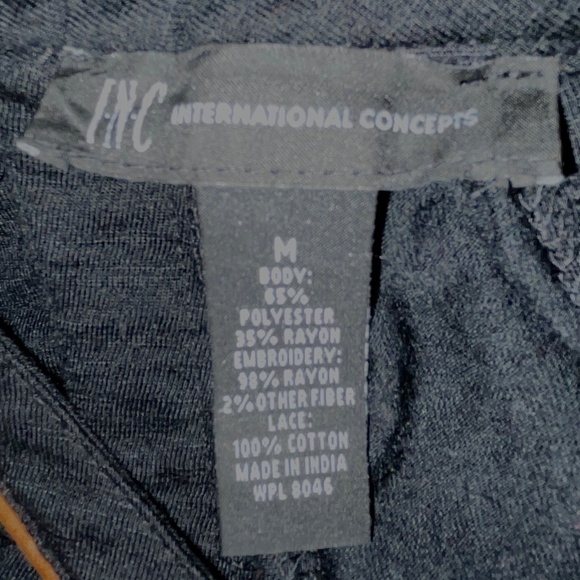 I·N·C INTERNATIONAL CONCEPTS
M
BODY:
65%
POLYESTER
35% RAYON
EMBROIDERY:
98% RAYON
2% OTHER FIBER
LACE:
100% COTTON
MADE IN INDIA
WPL 8046